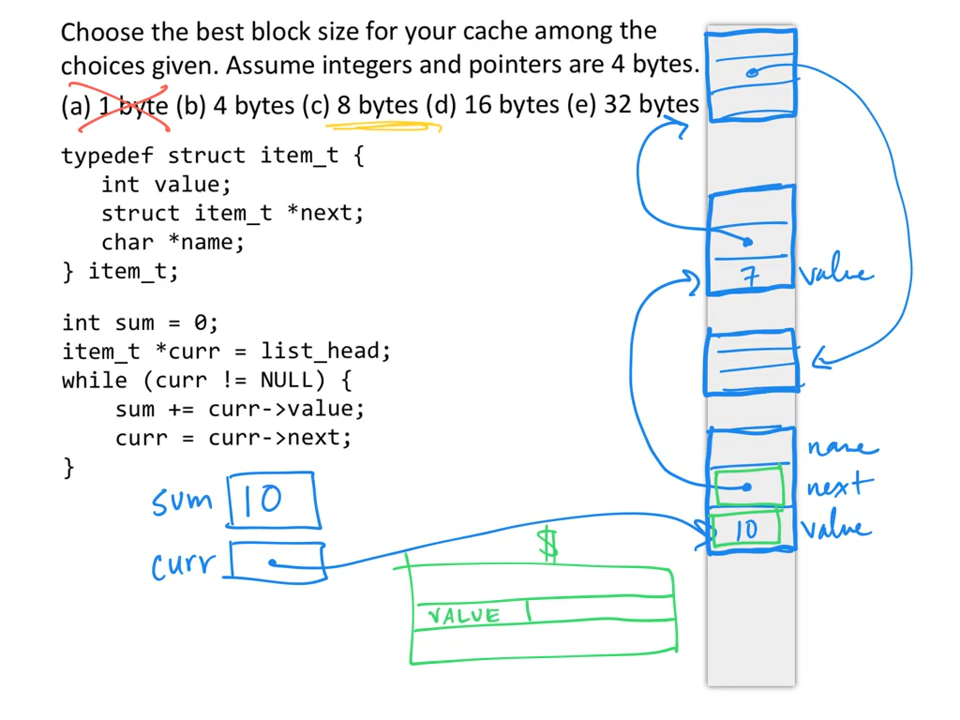 Choose the best block size for your cache among the
choices given. Assume integers and pointers are 4 bytes.
(a) 1 byte (b) 4 bytes (c) 8 bytes (d) 16 bytes (e) 32 bytes
typedef struct item_t {
int value;
struct item_t *next;
char *name;
} item_t;
int sum = 0;
item_t *curr = list_head;
while (curr != NULL) {
sum += curr->value;
curr = curr->next;
}
7 value
name
next
10 value
sum 10
curr
$
VALUE